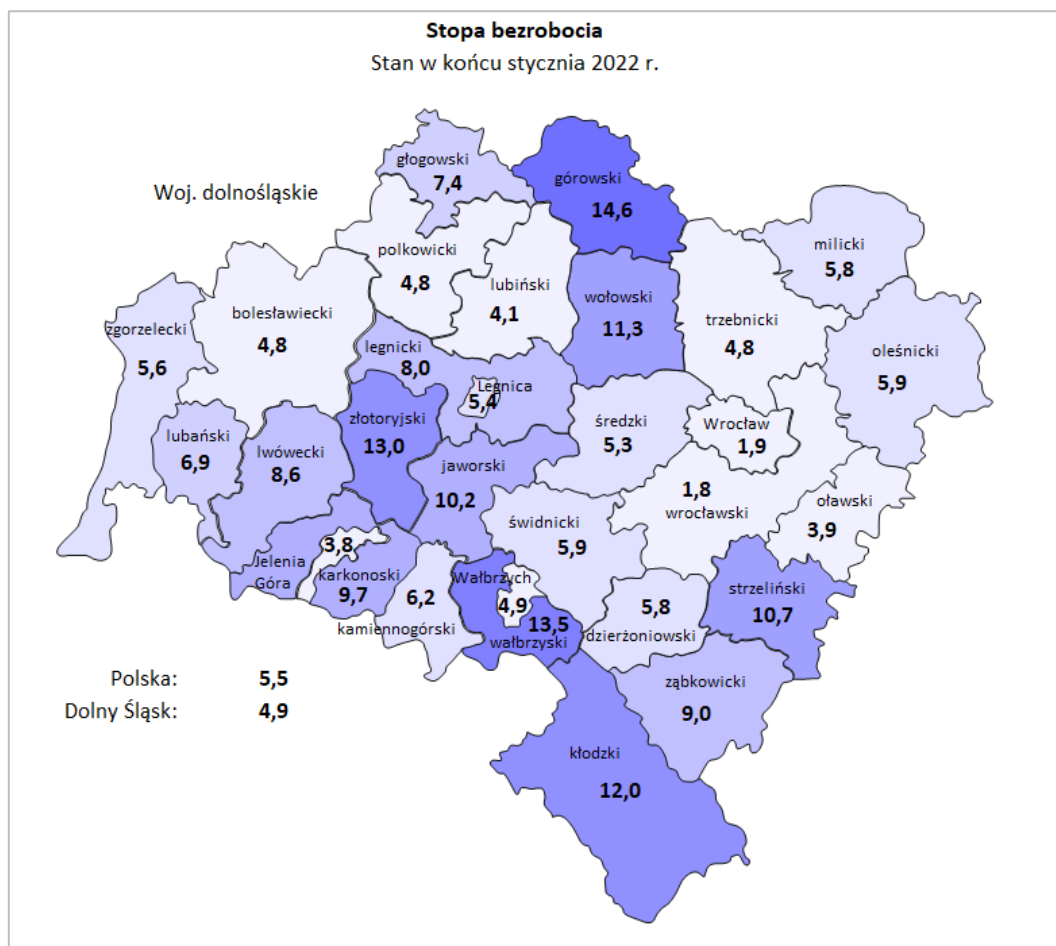 Stopa bezrobocia
Stan w końcu stycznia 2022 r.
Woj. dolnośląskie
głogowski
7,4
górowski
14,6
milicki
5,8
polkowicki
4,8
lubiński
4,1
wołowski
11,3
trzebnicki
4,8
oleśnicki
5,9
zgorzelecki
5,6
bolesławiecki
4,8
legnicki
8,0
Legnica
5,4
złotoryjski
13,0
średzki
5,3
Wrocław
1,9
lubański
6,9
lwówecki
8,6
jaworski
10,2
1,8
wrocławski
oławski
3,9
świdnicki
5,9
3,8
Jelenia
Góra
karkonoski
9,7
6,2
kamiennogórski
Wałbrzych
4,9
13,5
wałbrzyski
5,8
dzierżoniowski
strzeliński
10,7
ząbkowicki
9,0
kłodzki
12,0
Polska: 5,5
Dolny Śląsk: 4,9